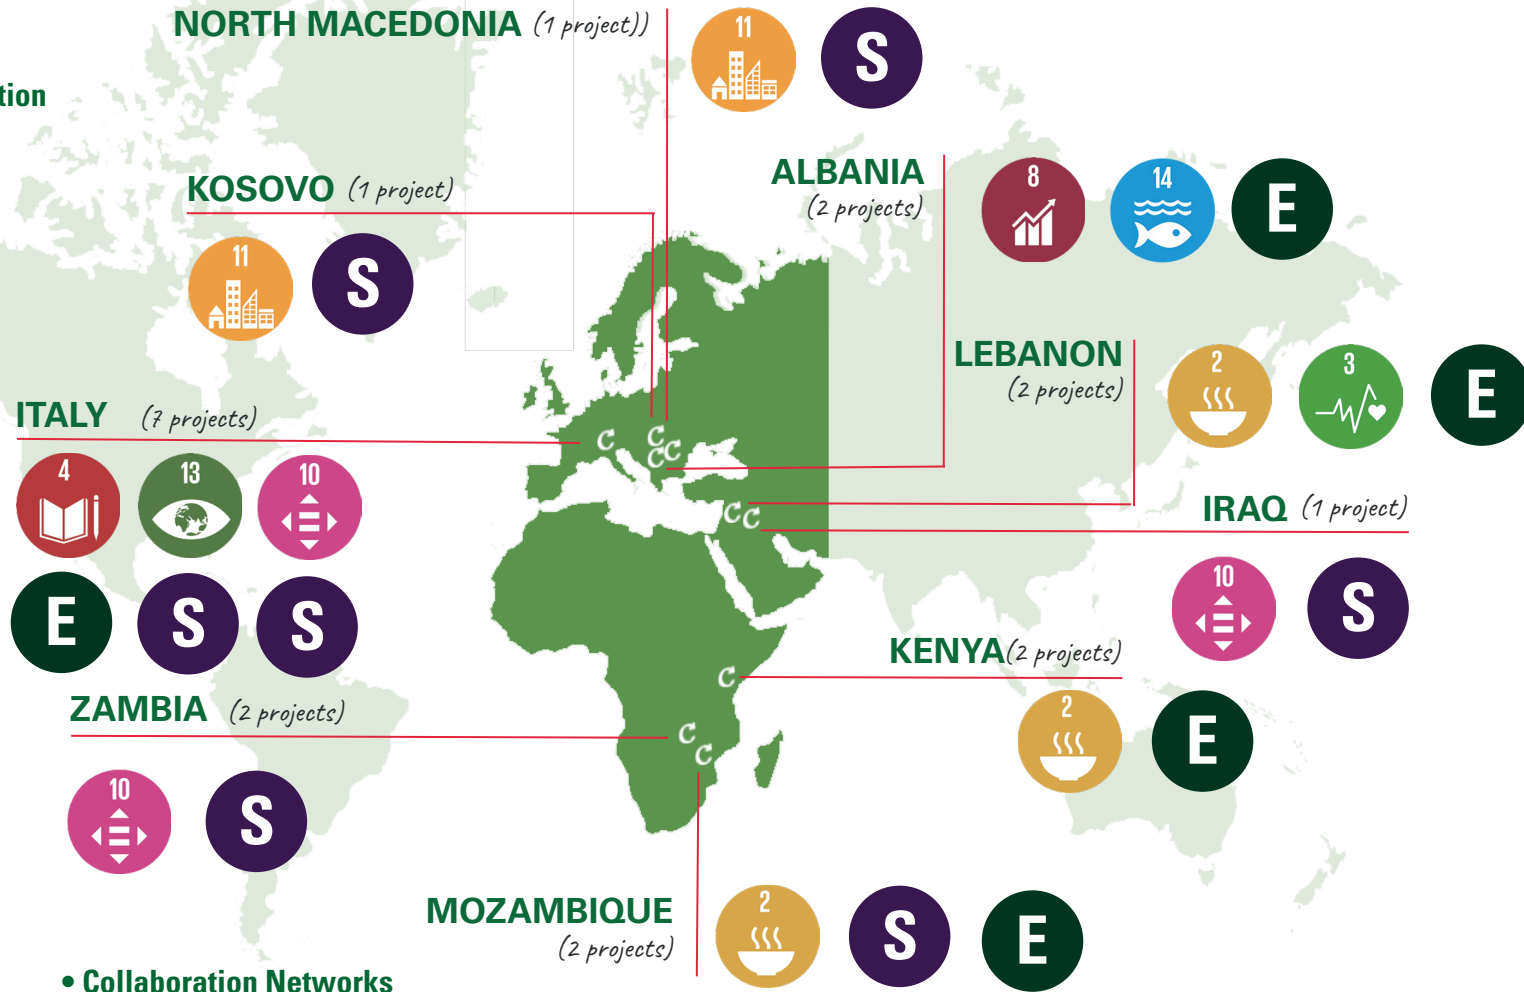 NORTH MACEDONIA (1 project))
11
S
tion
KOSOVO (1 project)
11
S
ALBANIA
(2 projects)
8
14
E
LEBANON
(2 projects)
2
3
E
ITALY (7 projects)
4
13
10
E
S
S
IRAQ (1 project)
10
S
KENYA(2 projects)
2
E
ZAMBIA (2 projects)
10
S
C
C C
C
C C
C
C
C
MOZAMBIQUE
(2 projects)
2
S
E
• Collaboration Networks